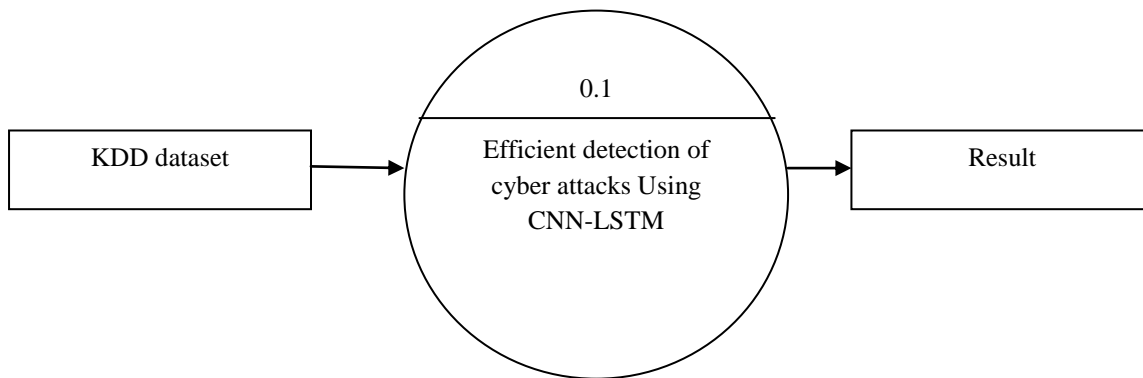 KDD dataset
0.1
Efficient detection of
cyber attacks Using
CNN-LSTM
Result